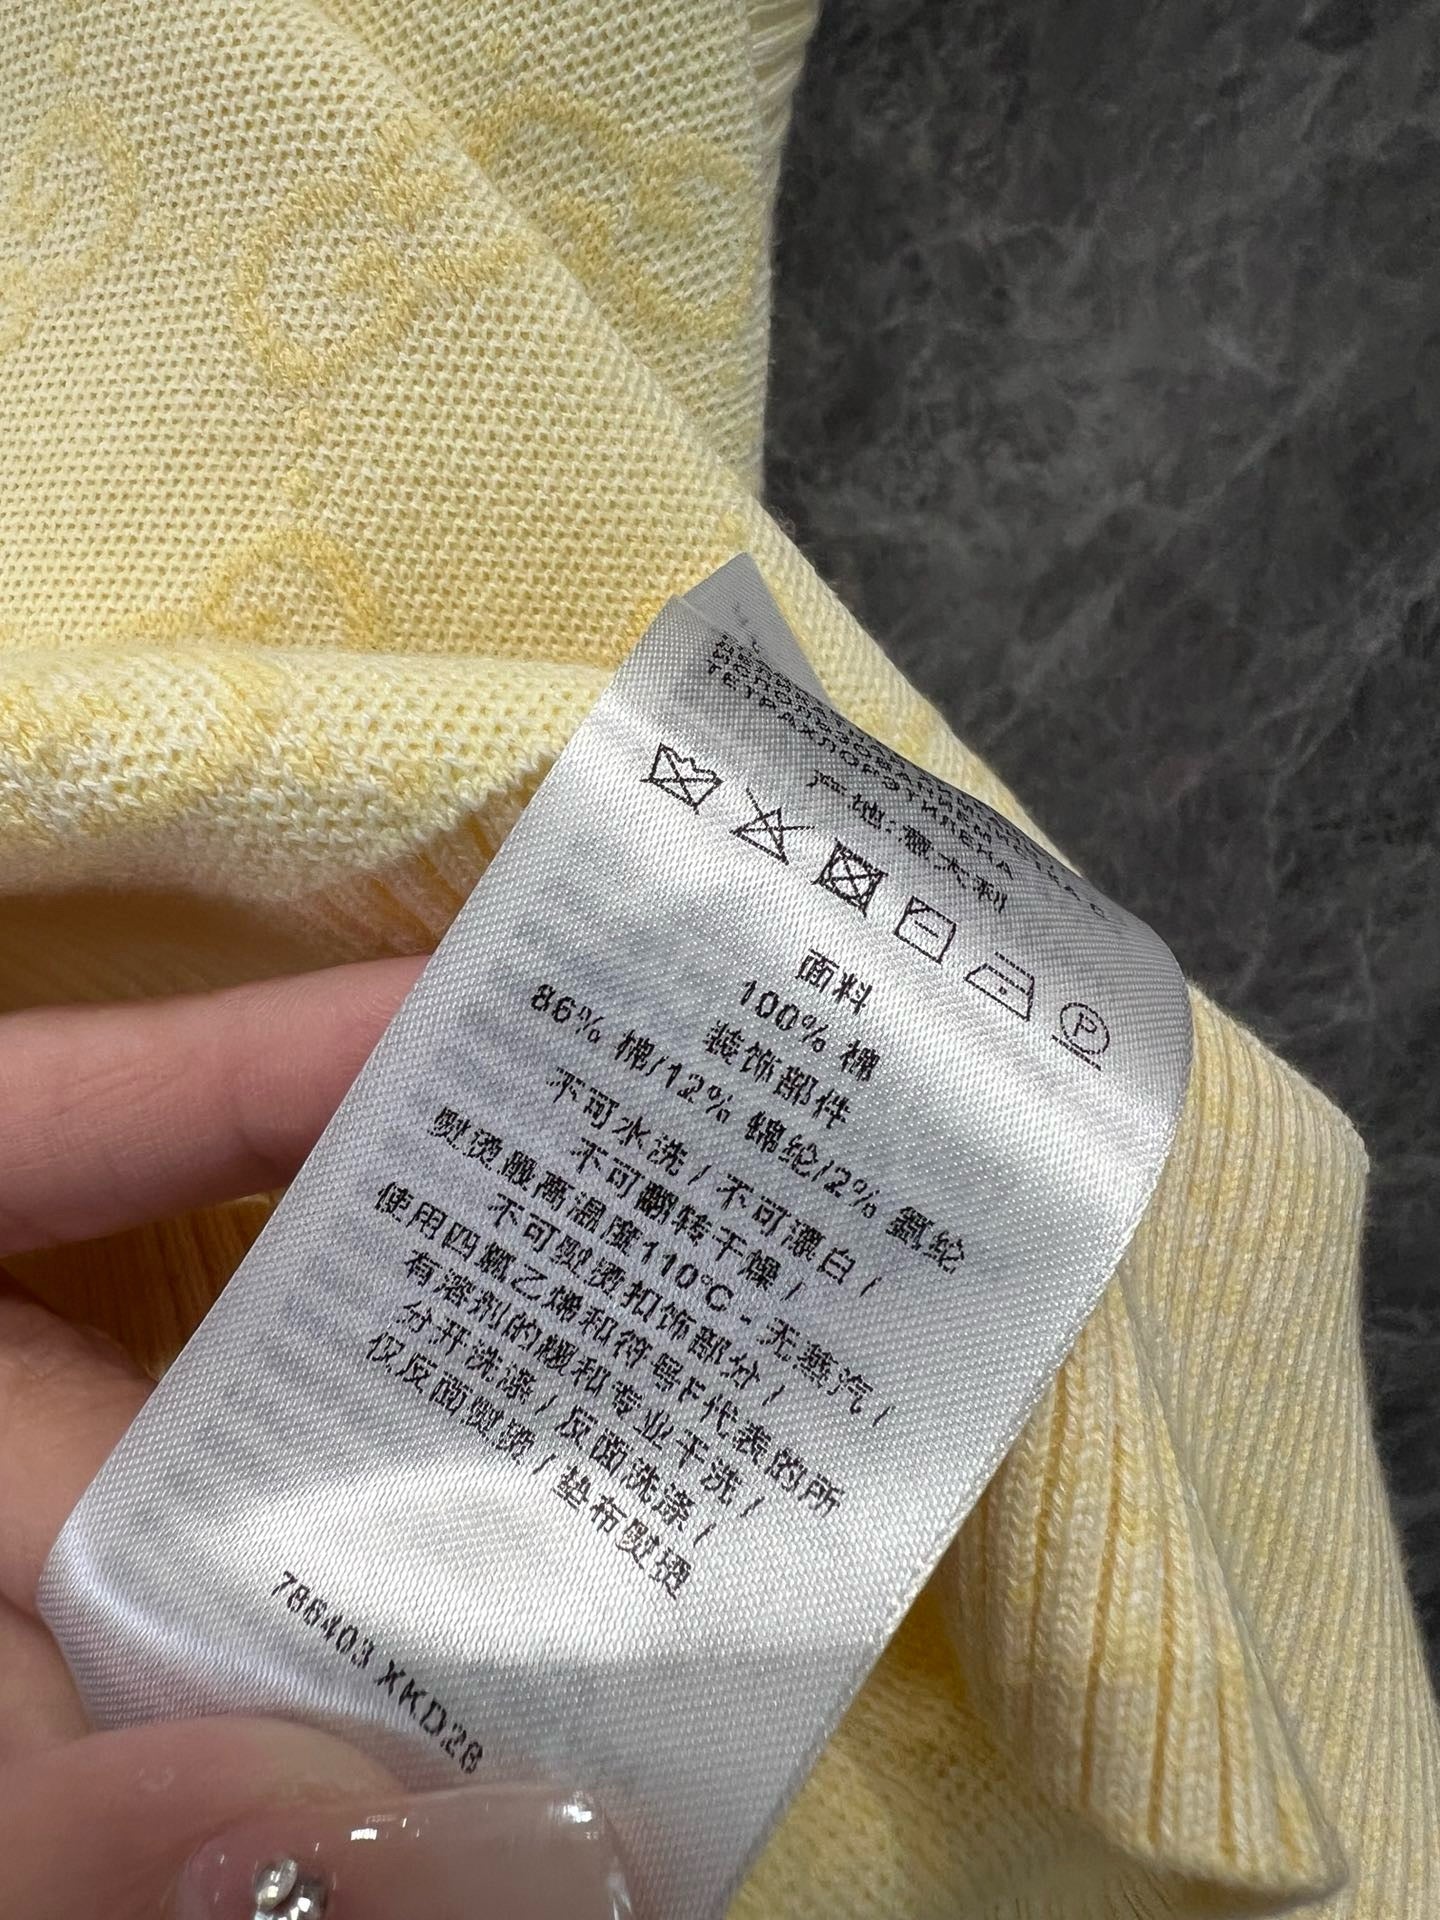 ТЕТРАХЛОРЭТИЛЕНА
产地:意大利
P
面料
100% 棉
装饰部件
86% 棉/12% 锦纶/2% 氨纶
不可水洗 / 不可漂白 /
不可翻转干燥 /
熨烫最高温度110°C - 无蒸汽 /
不可熨烫扣饰部分 /
使用四氯乙烯和符号F代表的所
有溶剂的缓和专业干洗 /
分开洗涤 / 反面洗涤 /
仅反面熨烫 / 垫布熨烫
786403 XKD28